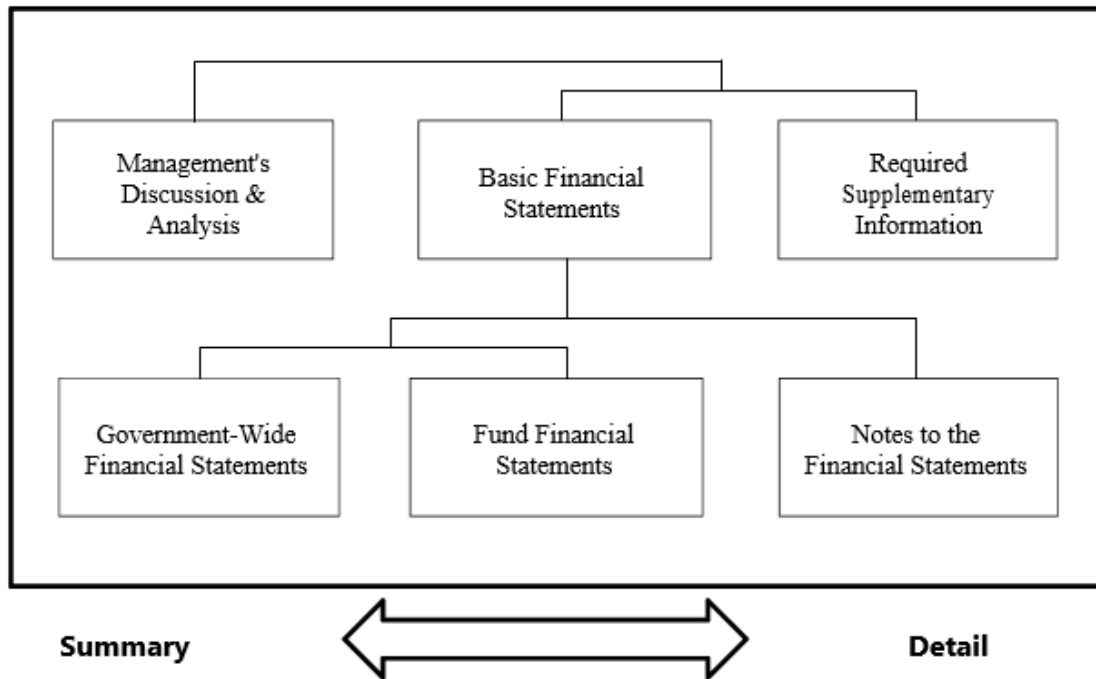 Management's
Discussion &
Analysis
Basic Financial
Statements
Required
Supplementary
Information
Government-Wide
Financial Statements
Fund Financial
Statements
Notes to the
Financial Statements
Summary
Detail